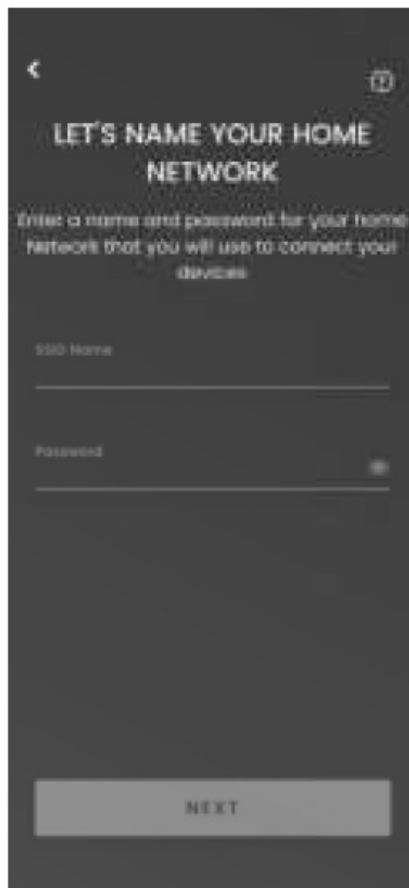 LET'S NAME YOUR HOME
NETWORK
Enter a name and password for your home
Network that you will use to connect your
devices
SSID Name
Password
NEXT